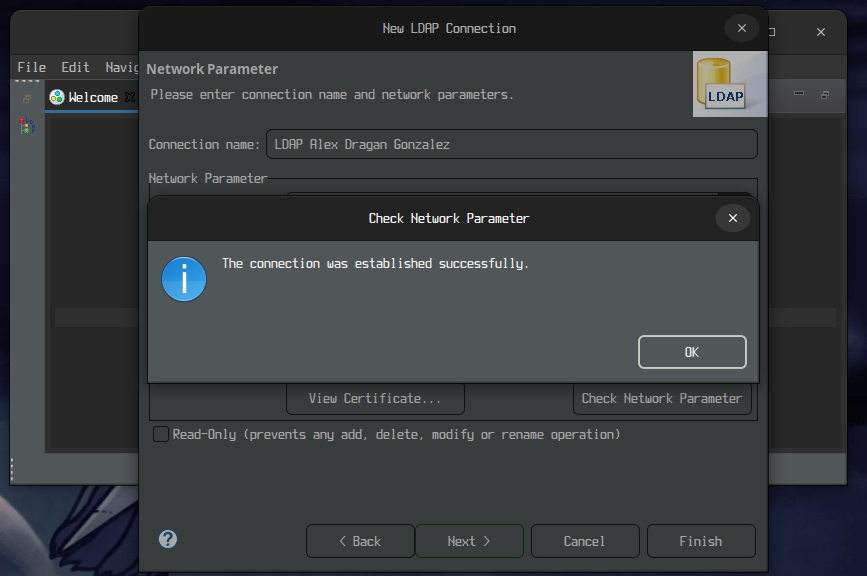 New LDAP Connection
File Edit
Network Parameter
Please enter connection name and network parameters.
LDAP
Welcome
Connection name: LDAP Alex Dragan Gonzalez
Network Parameter
Check Network Parameter
The connection was established successfully.
OK
View Certificate... Check Network Parameter
Read-Only (prevents any add, delete, modify or rename operation)
? < Back Next > Cancel Finish